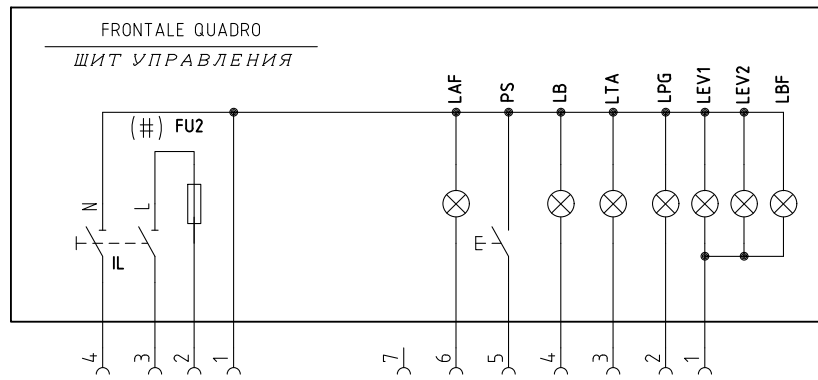 FRONTALE QUADRO
ЩИТ УПРАВЛЕНИЯ
LAF PS LB LTA LPG LEV1 LEV2 LBF
(#) FU2
N L
IL
4 3 2 1 7 6 5 4 3 2 1